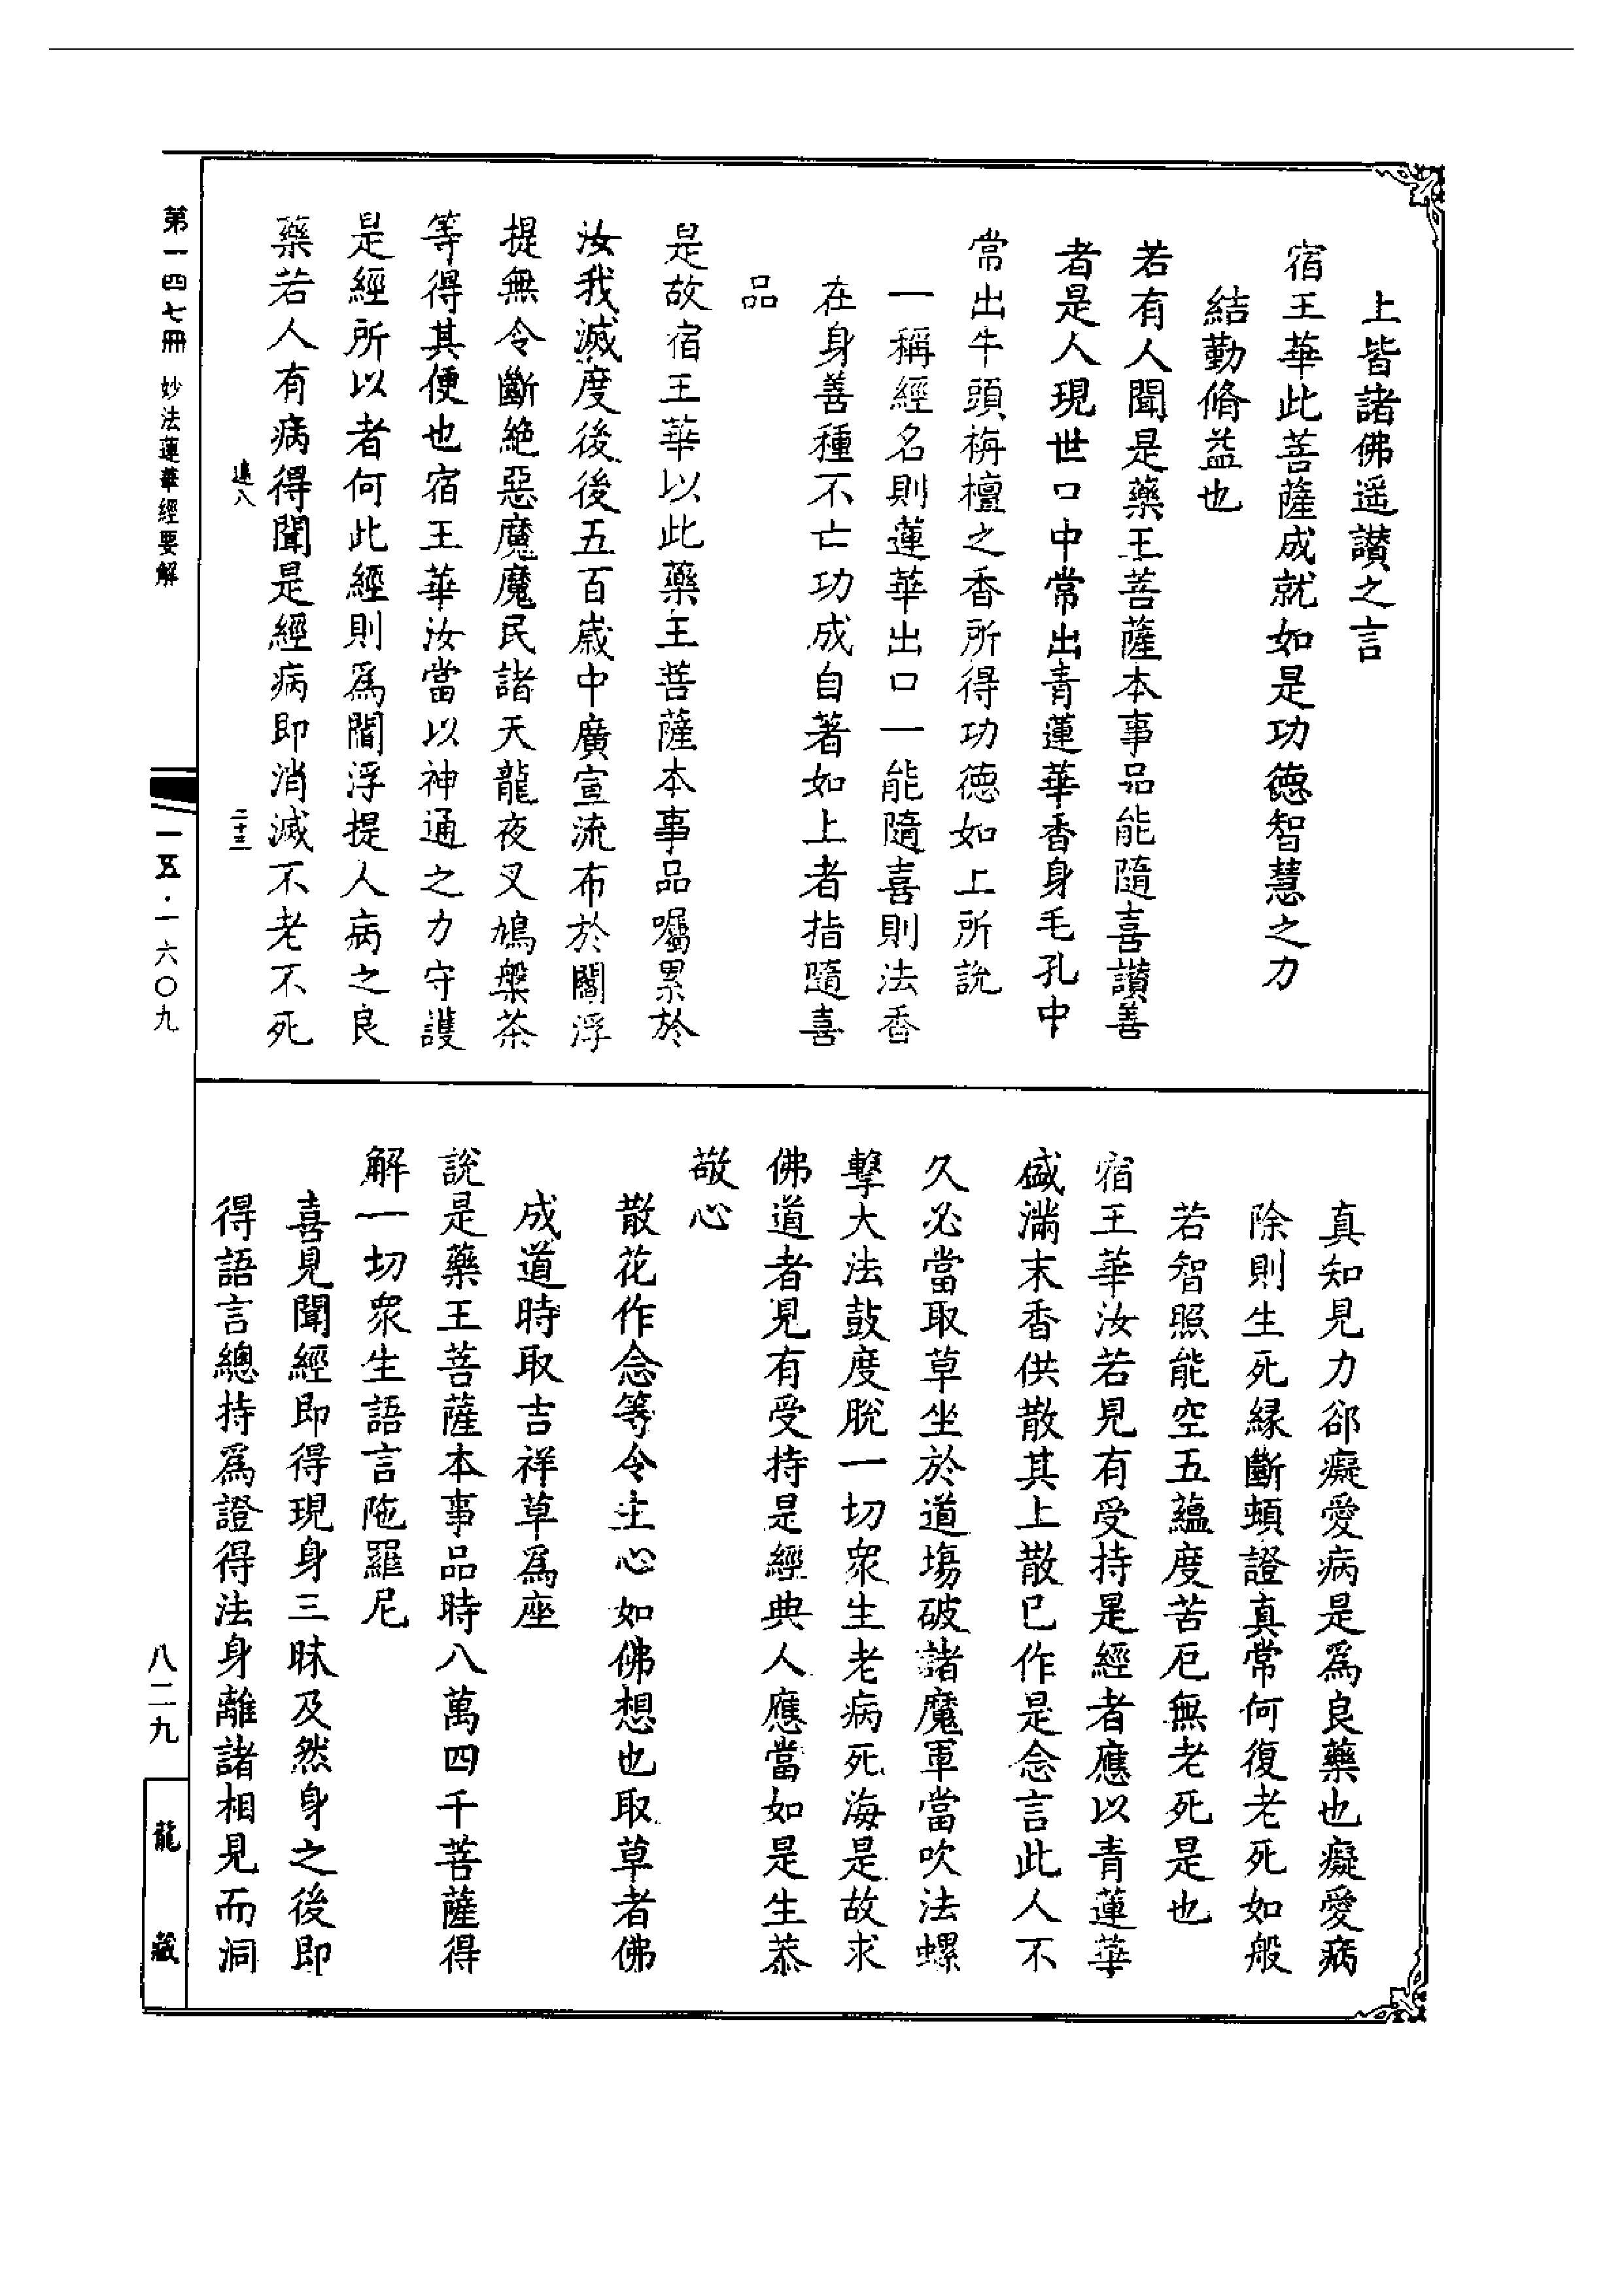 上皆諸佛遥讃之言
宿王華此菩薩成就如是功德智慧之力
結勤脩益也
若有人聞是藥王菩薩本事品能隨喜讃善
者是人現世口中常出青蓮華香身毛孔中
常出牛頭栴檀之香所得功德如上所說
一稱經名則蓮華出口一能隨喜則法香
在身善種不亡功成自著如上者指隨喜
品
是故宿王華以此藥王菩薩本事品囑累於
汝我滅度後後五百歲中廣宣流布於閻浮
提無令斷絶惡魔魔民諸天龍夜叉鳩槃茶
等得其便也宿王華汝當以神通之力守護
是經所以者何此經則爲閻浮提人病之良
藥若人有病得聞是經病即消滅不老不死
真知見力郤癡愛病是爲良藥也癡愛病
除則生死縁斷頓證真常何復老死如般
若智照能空五蘊度苦厄無老死是也
宿王華汝若見有受持是經者應以青蓮華
盛滿末香供散其上散已作是念言此人不
久必當取草坐於道場破諸魔軍當吹法螺
擊大法鼓度脫一切衆生老病死海是故求
佛道者見有受持是經典人應當如是生恭
敬心
散花作念等令主心如佛想也取草者佛
成道時取吉祥草爲座
說是藥王菩薩本事品時八萬四千菩薩得
解一切衆生語言陁羅尼
喜見聞經即得現身三昧及然身之後即
得語言總持爲證得法身離諸相見而洞
二十三
第一四七冊 妙法蓮華經要解
一五·一六〇九
八二九
龍藏